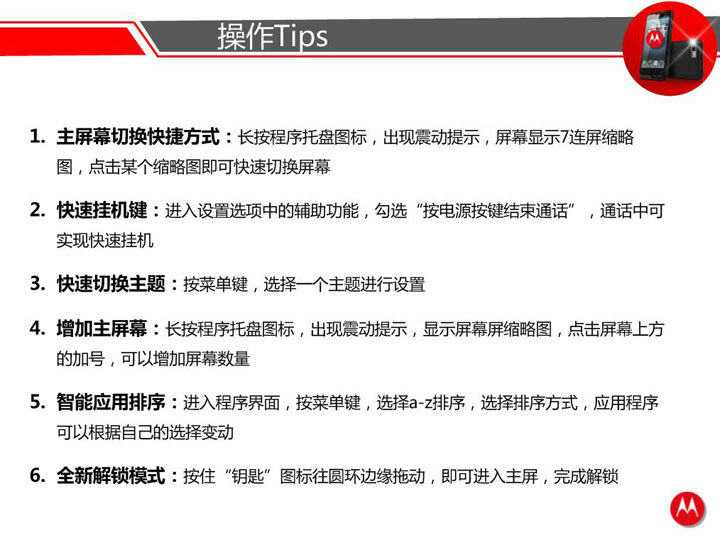 操作Tips
1. 主屏幕切换快捷方式：长按程序托盘图标，出现震动提示，屏幕显示7连屏缩略
图，点击某个缩略图即可快速切换屏幕
2. 快速挂机键：进入设置选项中的辅助功能，勾选“按电源按键结束通话”，通话中可
实现快速挂机
3. 快速切换主题：按菜单键，选择一个主题进行设置
4. 增加主屏幕：长按程序托盘图标，出现震动提示，显示屏幕屏缩略图，点击屏幕上方
的加号，可以增加屏幕数量
5. 智能应用排序：进入程序界面，按菜单键，选择a-z排序，选择排序方式，应用程序
可以根据自己的选择变动
6. 全新解锁模式：按住“钥匙”图标往圆环边缘拖动，即可进入主屏，完成解锁